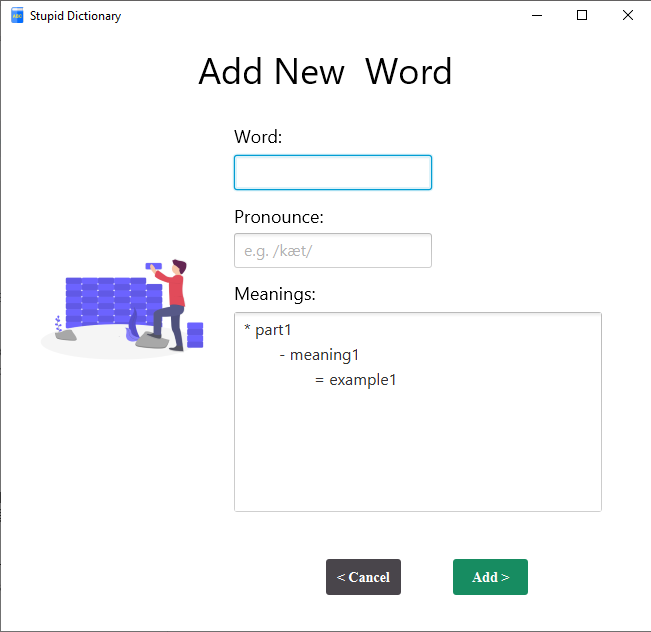 Stupid Dictionary
Add New  Word
Word:
Pronounce:
e.g. /kæt/
Meanings:
* part1
- meaning1
= example1
< Cancel
Add >